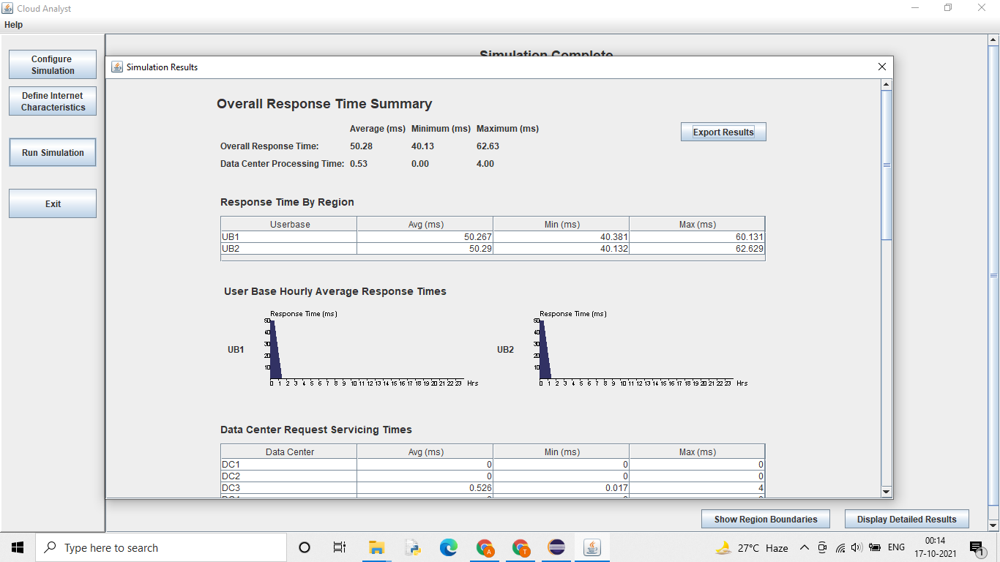 Cloud Analyst
Help
Configure
Simulation
Define Internet
Characteristics
Run Simulation
Exit
Simulation Complete
Simulation Results
Overall Response Time Summary
Average (ms) Minimum (ms) Maximum (ms)
Export Results
Overall Response Time: 50.28 40.13 62.63
Data Center Processing Time: 0.53 0.00 4.00
Response Time By Region
Userbase Avg (ms) Min (ms) Max (ms)
UB1 50.267 40.381 60.131
UB2 50.29 40.132 62.629
User Base Hourly Average Response Times
Response Time (ms)
50
40
30
20
10
UB1
0 1 2 3 4 5 6 7 8 9 10 11 12 13 14 15 16 17 18 19 20 21 22 23 Hrs
Response Time (ms)
50
40
30
20
10
UB2
0 1 2 3 4 5 6 7 8 9 10 11 12 13 14 15 16 17 18 19 20 21 22 23 Hrs
Data Center Request Servicing Times
Data Center Avg (ms) Min (ms) Max (ms)
DC1 0 0 0
DC2 0 0 0
DC3 0.526 0.017 4
Show Region Boundaries
Display Detailed Results
Type here to search
A
T
27°C Haze
ENG
00:14
17-10-2021
1